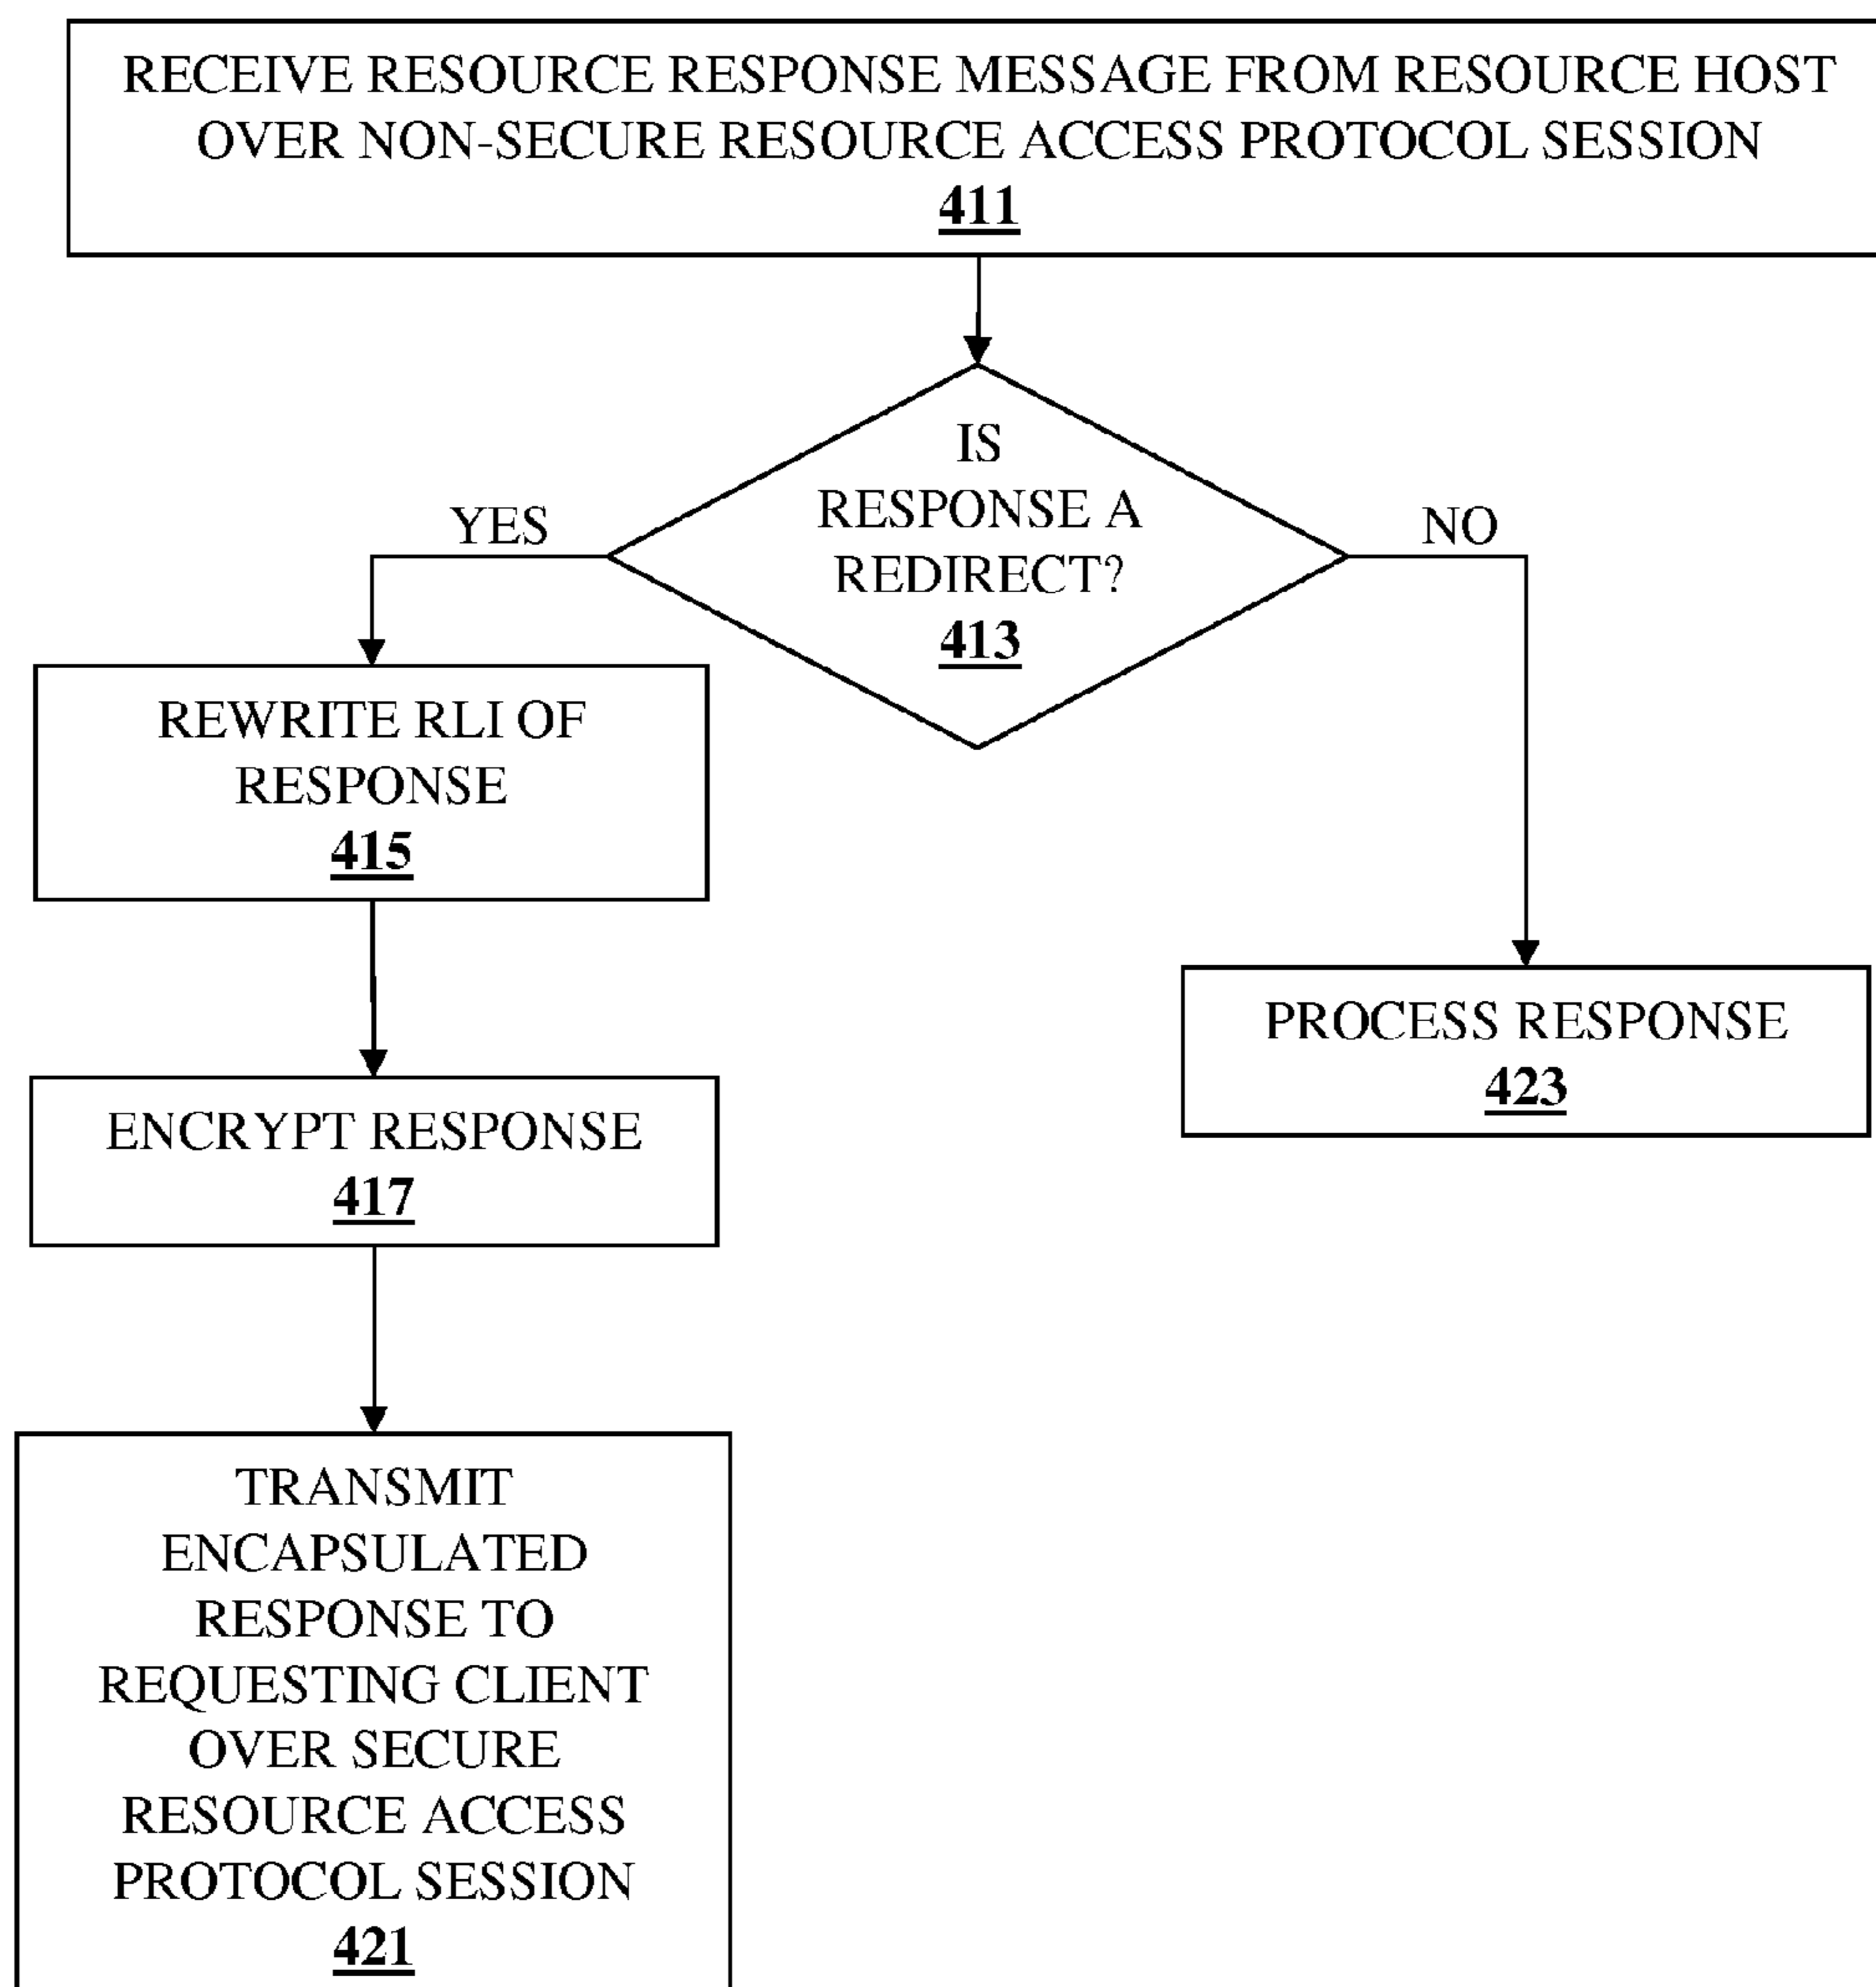 RECEIVE RESOURCE RESPONSE MESSAGE FROM RESOURCE HOST
OVER NON-SECURE RESOURCE ACCESS PROTOCOL SESSION
411
IS
RESPONSE A
REDIRECT?
413
YES
NO
REWRITE RLI OF
RESPONSE
415
PROCESS RESPONSE
423
ENCRYPT RESPONSE
417
TRANSMIT
ENCAPSULATED
RESPONSE TO
REQUESTING CLIENT
OVER SECURE
RESOURCE ACCESS
PROTOCOL SESSION
421